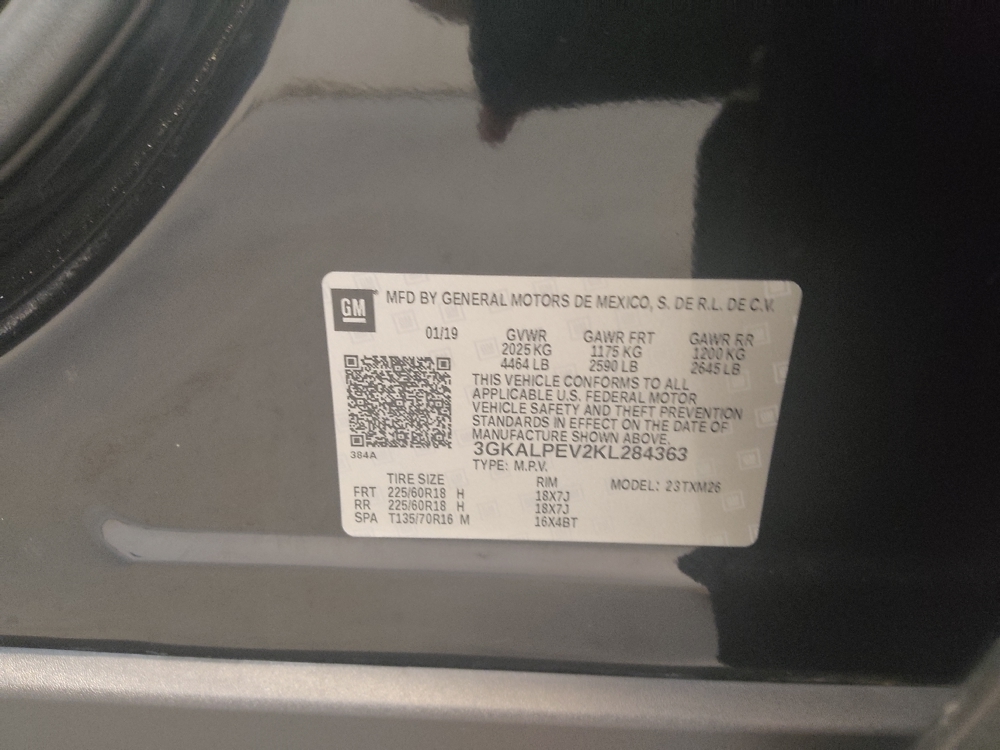 GM MFD BY GENERAL MOTORS DE MEXICO, S. DE R.L. DE C.V.
01/19 GVWR GAWR FRT GAWR RR
2025 KG 1175 KG 1200 KG
4464 LB 2590 LB 2645 LB
THIS VEHICLE CONFORMS TO ALL
APPLICABLE U.S. FEDERAL MOTOR
VEHICLE SAFETY AND THEFT PREVENTION
STANDARDS IN EFFECT ON THE DATE OF
MANUFACTURE SHOWN ABOVE.
384A 3GKALPEV2KL284363
TYPE: M.P.V.
TIRE SIZE RIM MODEL: 23TXM26
FRT 225/60R18 H 18X7J
RR 225/60R18 H 18X7J
SPA T135/70R16 M 16X4BT